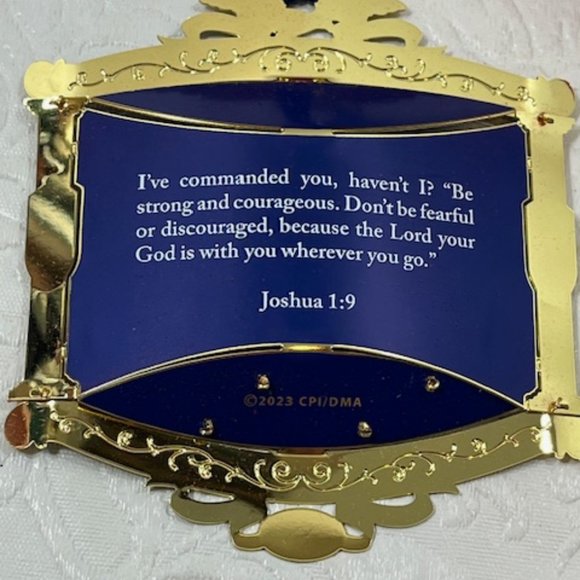 I've commanded you, haven't I? “Be
strong and courageous. Don't be fearful
or discouraged, because the Lord your
God is with you wherever you go.”
Joshua 1:9
©2023 CPI/DMA